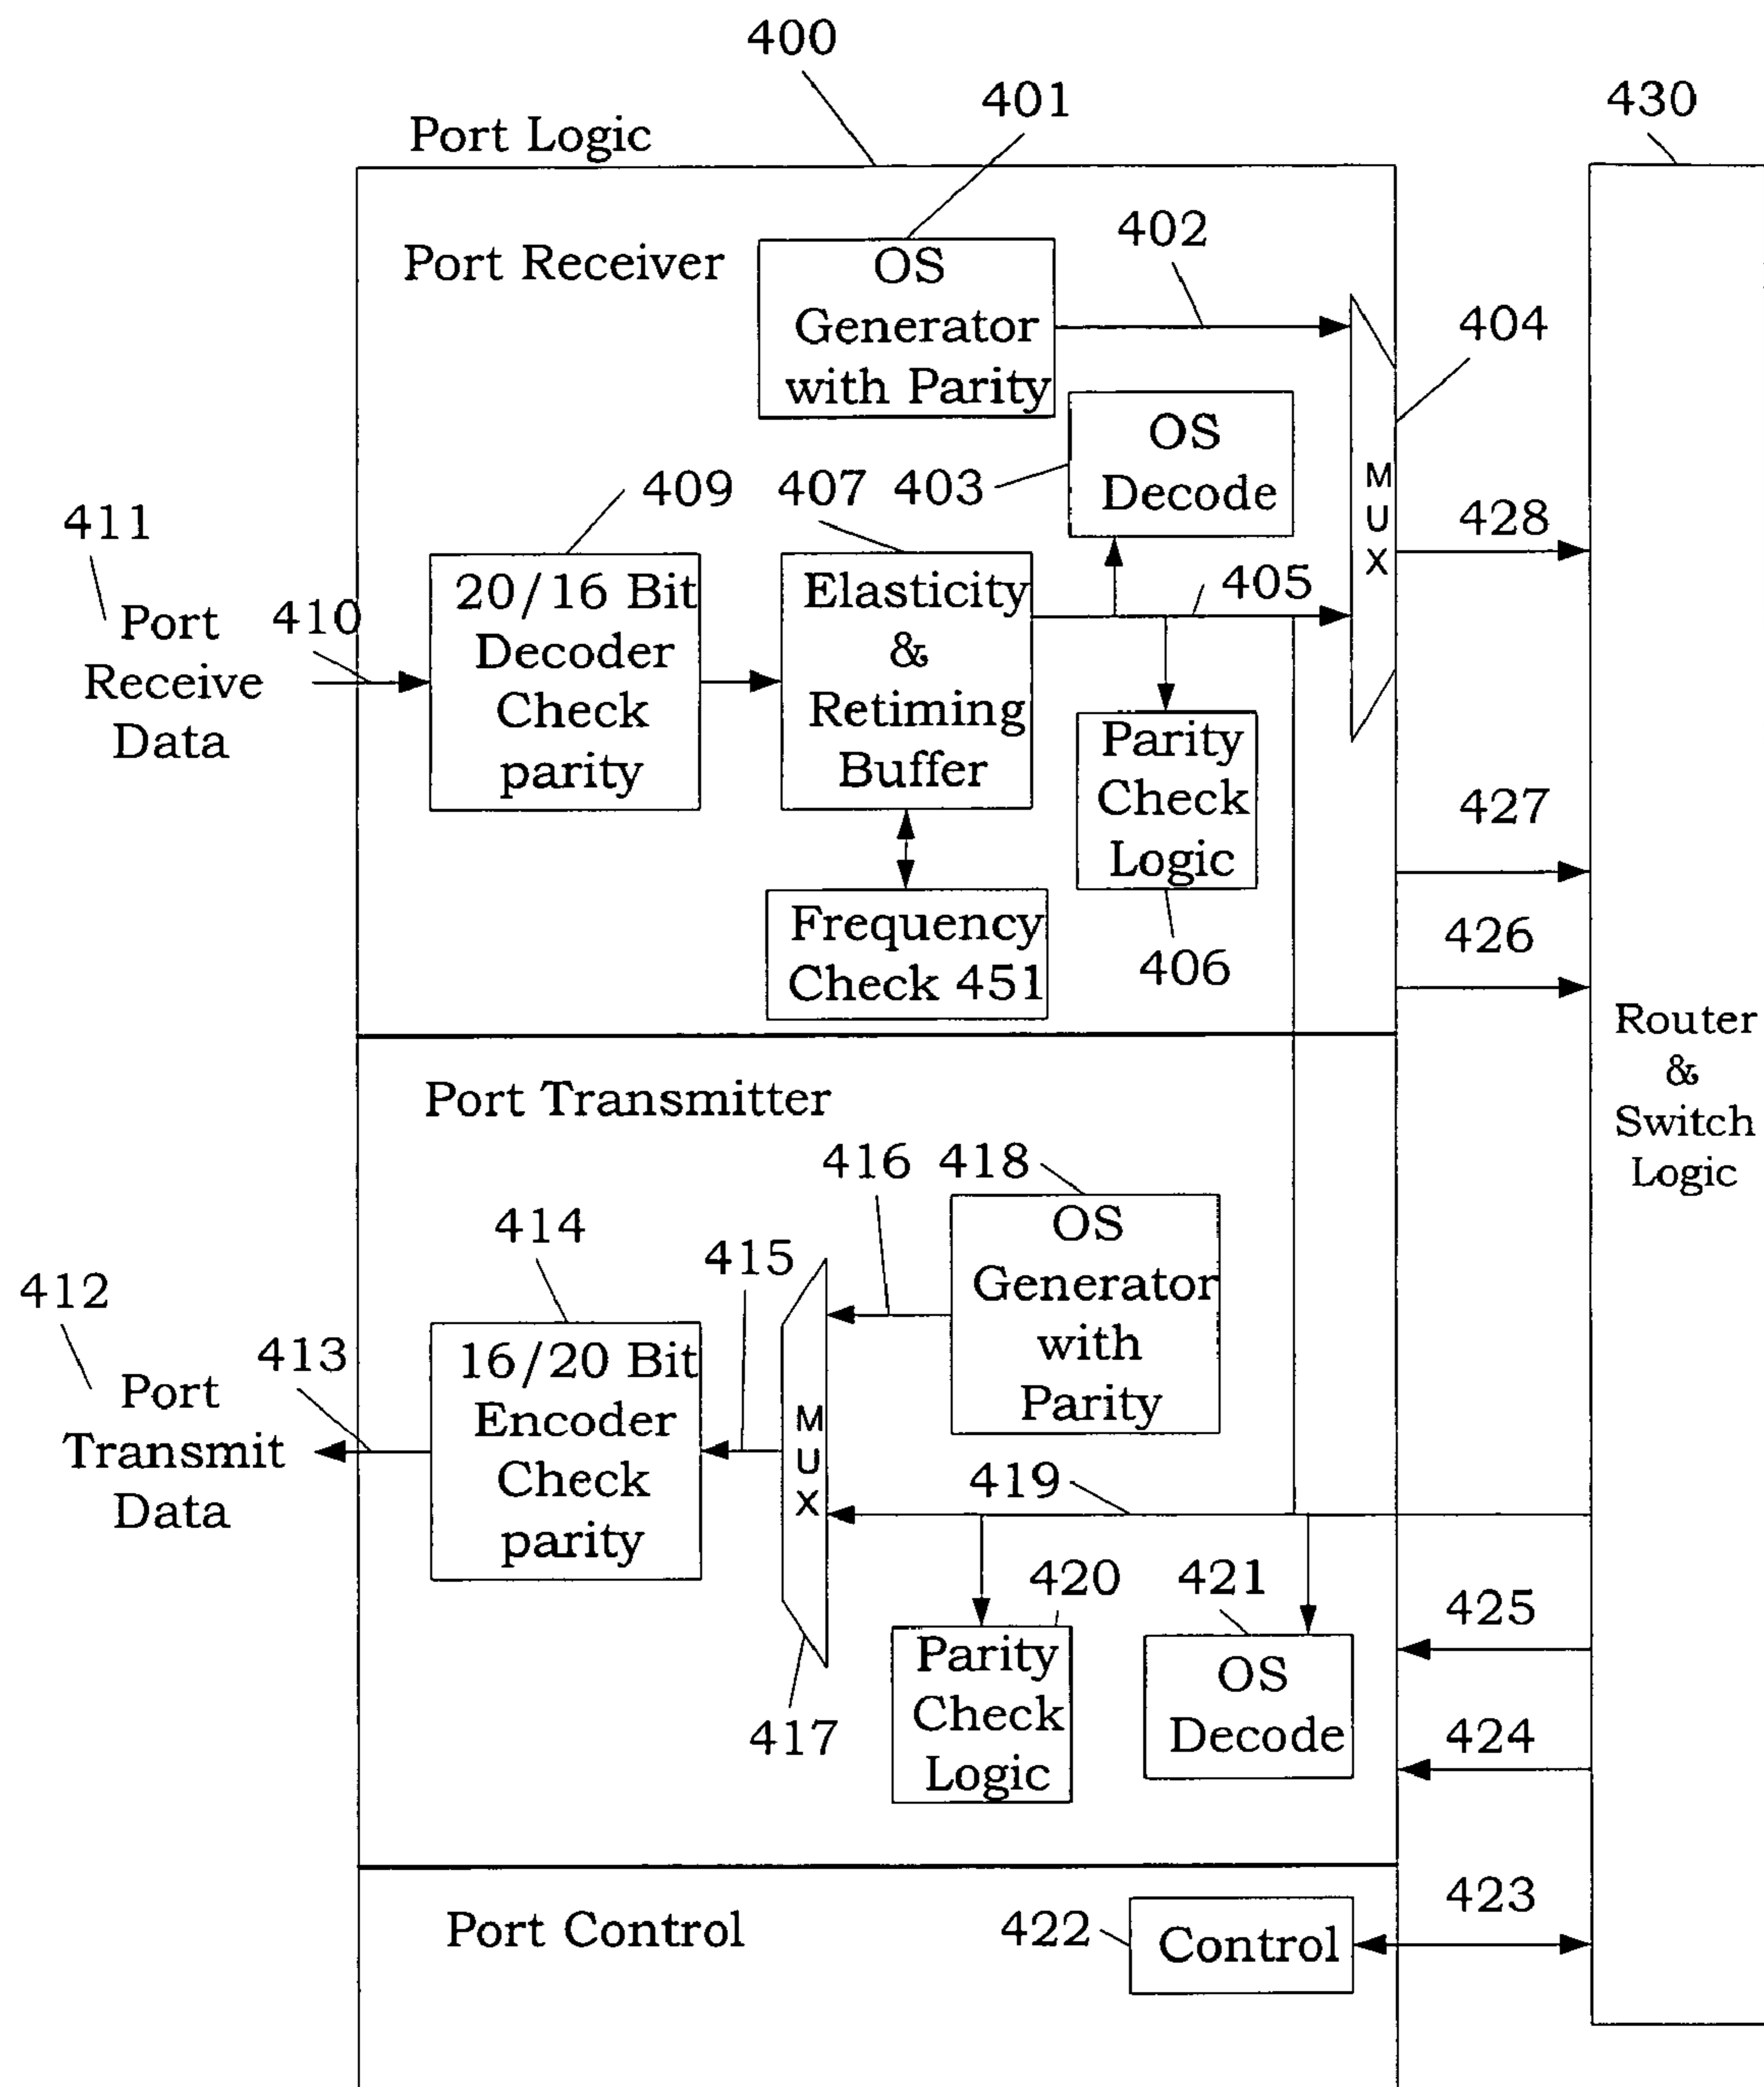 400
401
430
Port Logic
402
Port Receiver
OS
Generator
with Parity
404
OS
Decode
MUX
409
407
403
411
428
Port
Receive
Data
410
20/16 Bit
Decoder
Check
parity
Elasticity
&
Retiming
Buffer
405
Parity
Check
Logic
427
406
426
Frequency
Check 451
Router
&
Switch
Logic
Port Transmitter
416
418
OS
Generator
with
Parity
414
415
412
Port
Transmit
Data
413
16/20 Bit
Encoder
Check
parity
MUX
419
420
421
425
Parity
Check
Logic
OS
Decode
417
424
423
Port Control
422
Control